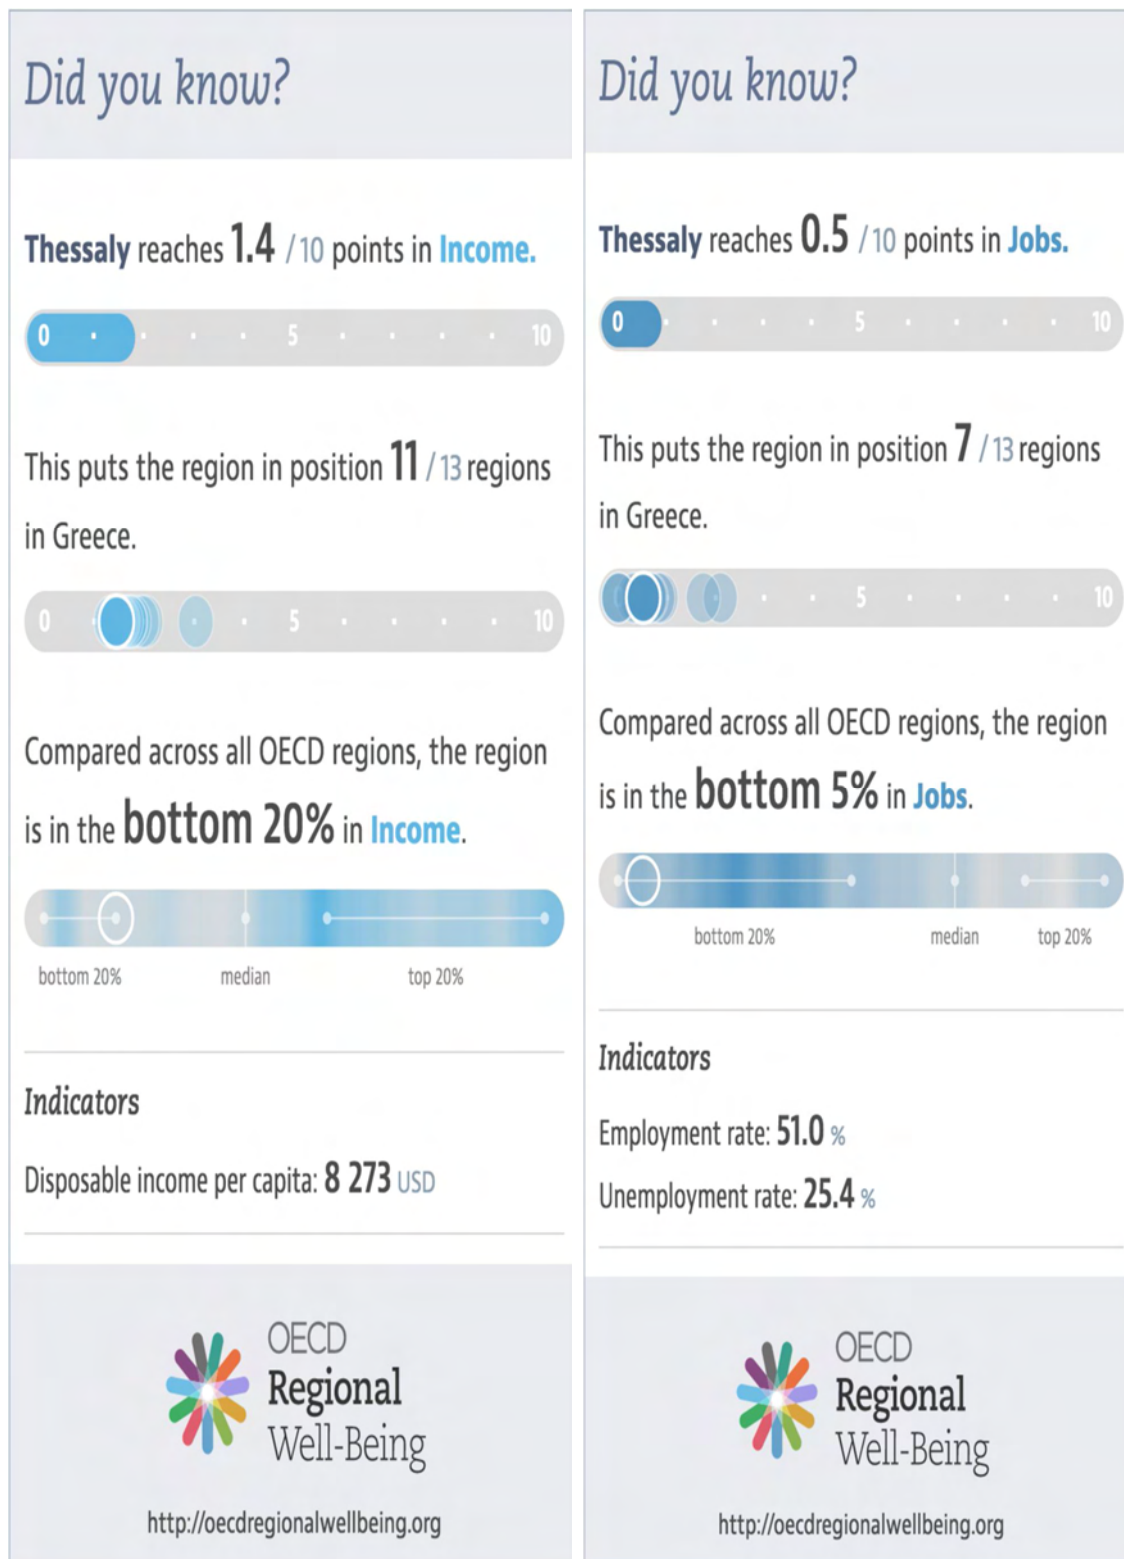 Did you know?
Thessaly reaches 1.4 / 10 points in Income.
0 5 10
This puts the region in position 11 / 13 regions
in Greece.
0 5 10
Compared across all OECD regions, the region
is in the bottom 20% in Income.
bottom 20% median top 20%
Indicators
Disposable income per capita: 8 273 USD
OECD
Regional
Well-Being
http://oecdregionalwellbeing.org
Did you know?
Thessaly reaches 0.5 / 10 points in Jobs.
0 5 10
This puts the region in position 7 / 13 regions
in Greece.
5 10
Compared across all OECD regions, the region
is in the bottom 5% in Jobs.
bottom 20% median top 20%
Indicators
Employment rate: 51.0 %
Unemployment rate: 25.4 %
OECD
Regional
Well-Being
http://oecdregionalwellbeing.org